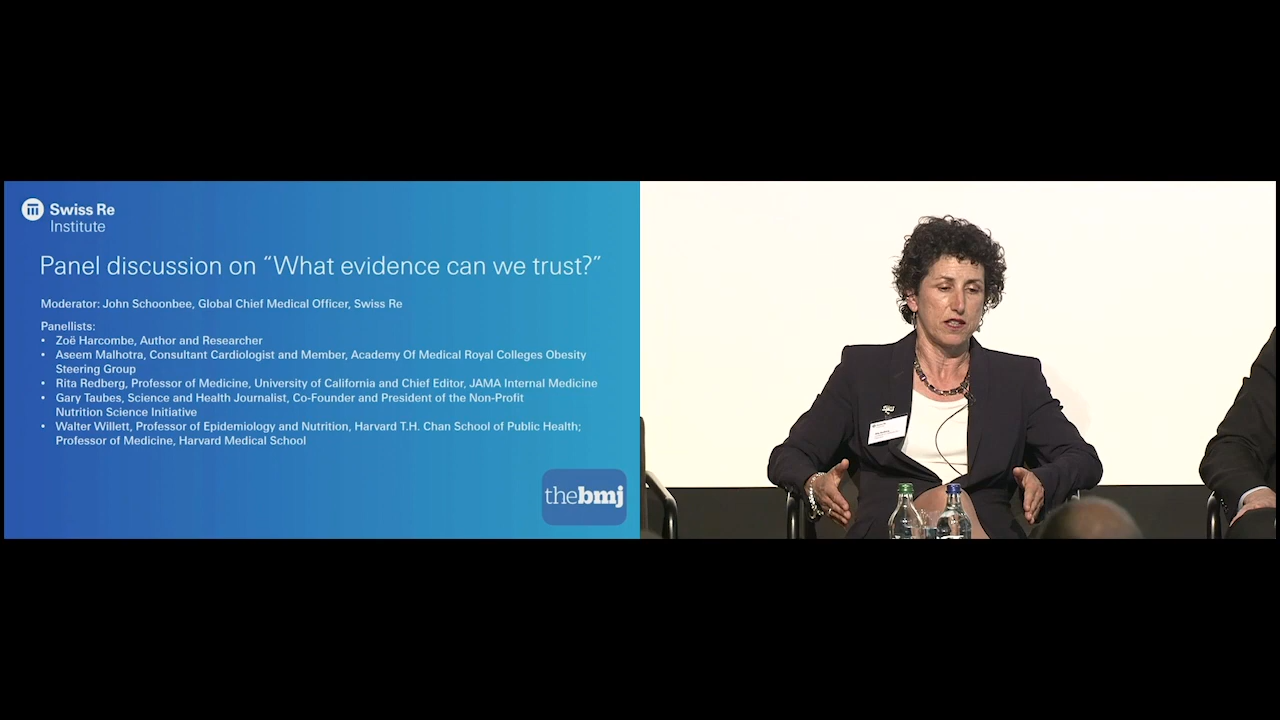 Swiss Re
Institute
Panel discussion on “What evidence can we trust?”
Moderator: John Schoonbee, Global Chief Medical Officer, Swiss Re
Panellists:
• Zoë Harcombe, Author and Researcher
• Aseem Malhotra, Consultant Cardiologist and Member, Academy Of Medical Royal Colleges Obesity
Steering Group
• Rita Redberg, Professor of Medicine, University of California and Chief Editor, JAMA Internal Medicine
• Gary Taubes, Science and Health Journalist, Co-Founder and President of the Non-Profit
Nutrition Science Initiative
• Walter Willett, Professor of Epidemiology and Nutrition, Harvard T.H. Chan School of Public Health;
Professor of Medicine, Harvard Medical School
thebmj